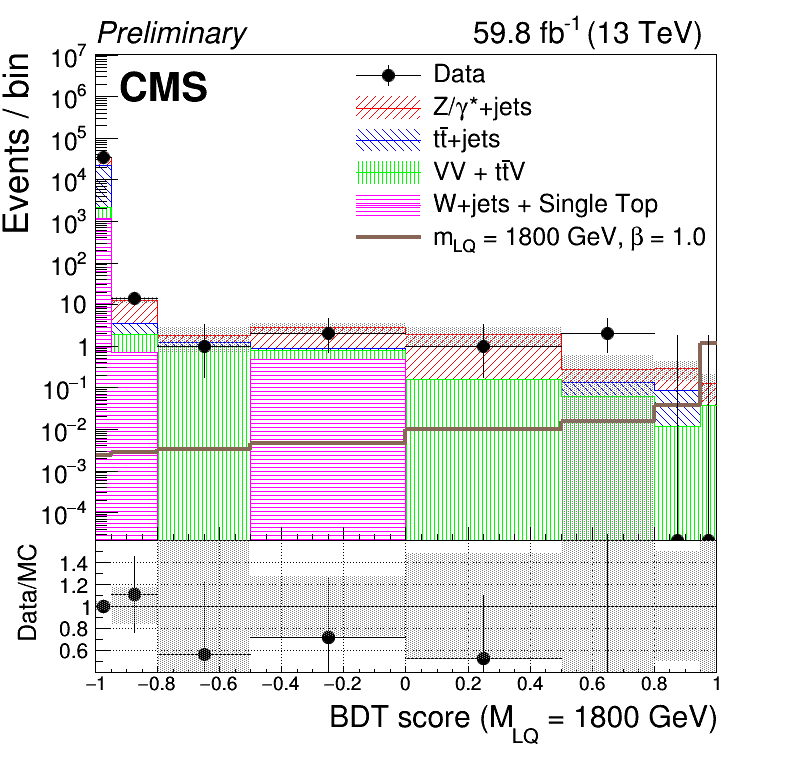 Preliminary 59.8 fb⁻¹ (13 TeV)
CMS
Events / bin
10⁷
10⁶
10⁵
10⁴
10³
10²
10
1
10⁻¹
10⁻²
10⁻³
10⁻⁴
Data
Z/γ*+jets
tt̄+jets
VV + tt̄V
W+jets + Single Top
m_LQ = 1800 GeV, β = 1.0
Data/MC
1.4
1.2
1
0.8
0.6
−1 −0.8 −0.6 −0.4 −0.2 0 0.2 0.4 0.6 0.8 1
BDT score (M_LQ = 1800 GeV)